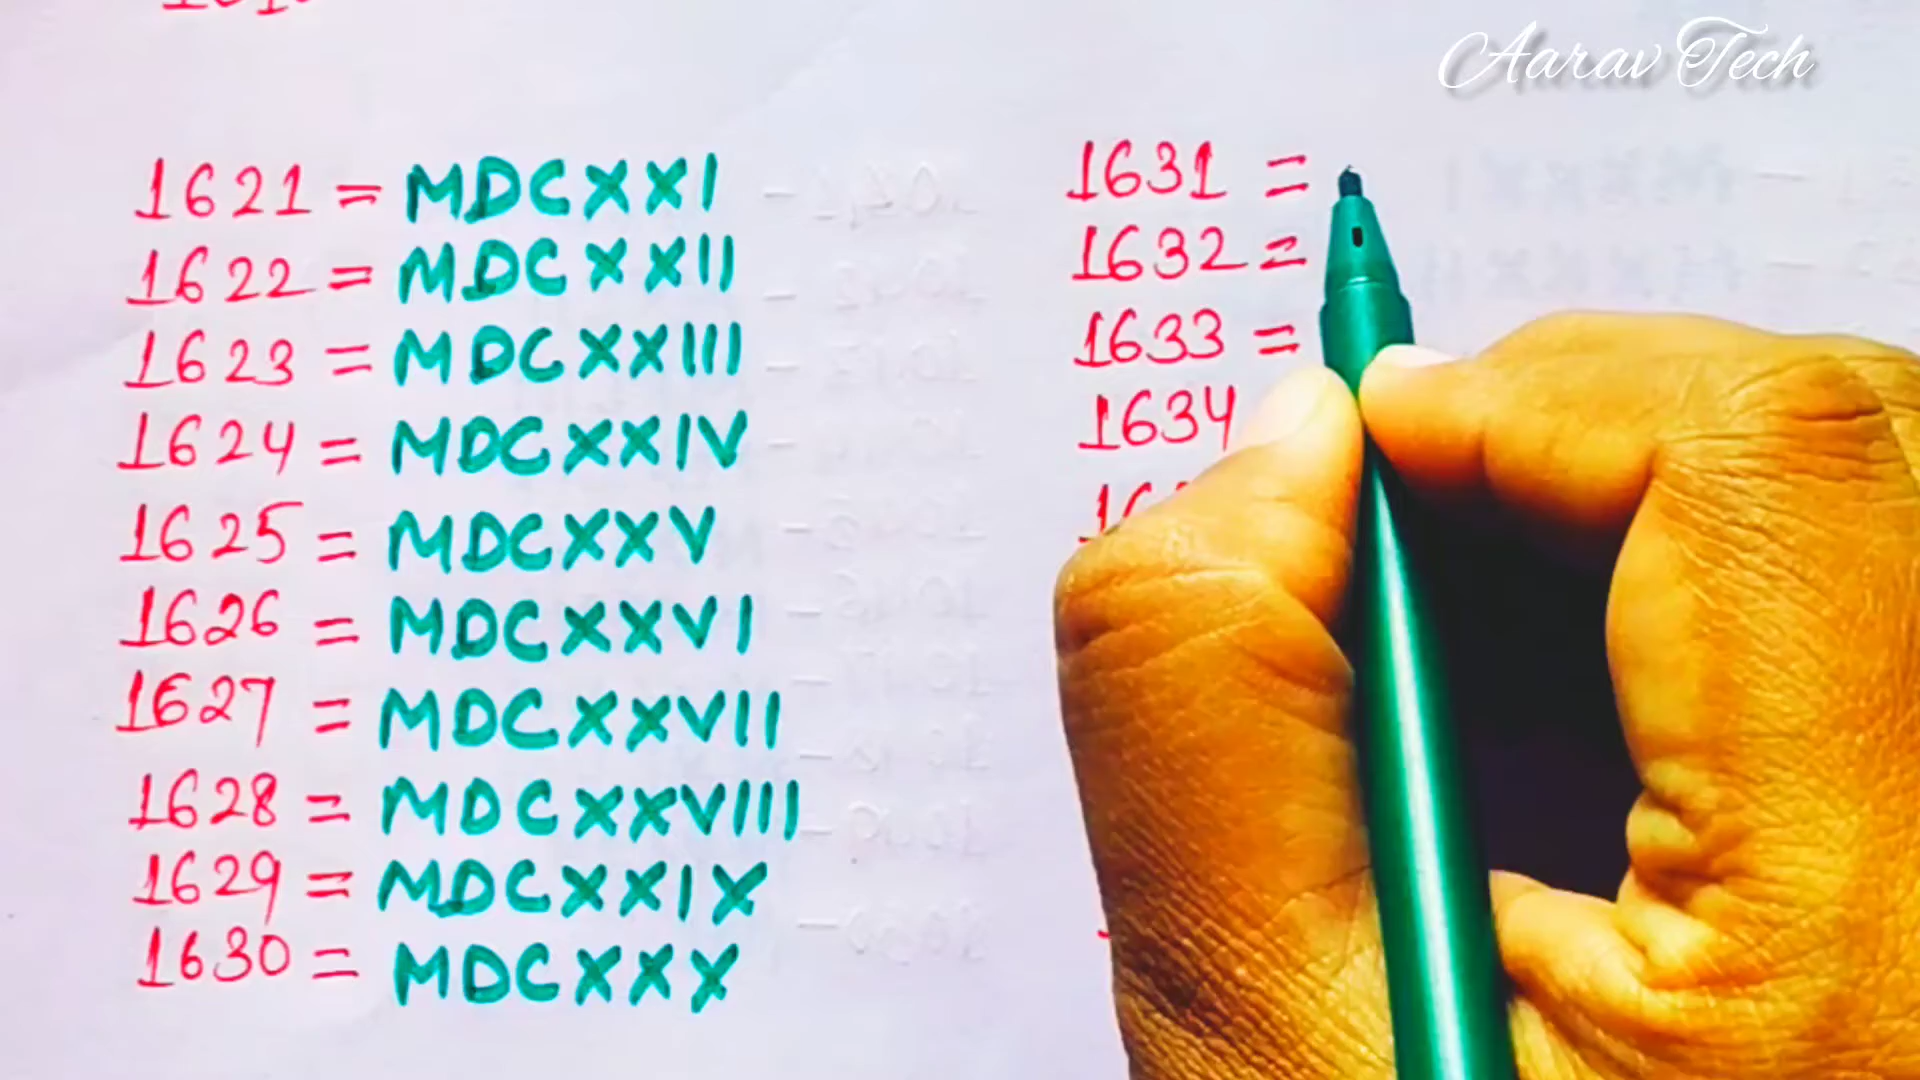 Aarav Tech
1621 = MDCXXI
1622 = MDCXXII
1623 = MDCXXIII
1624 = MDCXXIV
1625 = MDCXXV
1626 = MDCXXVI
1627 = MDCXXVII
1628 = MDCXXVIII
1629 = MDCXXIX
1630 = MDCXXX
1631 =
1632 =
1633 =
1634